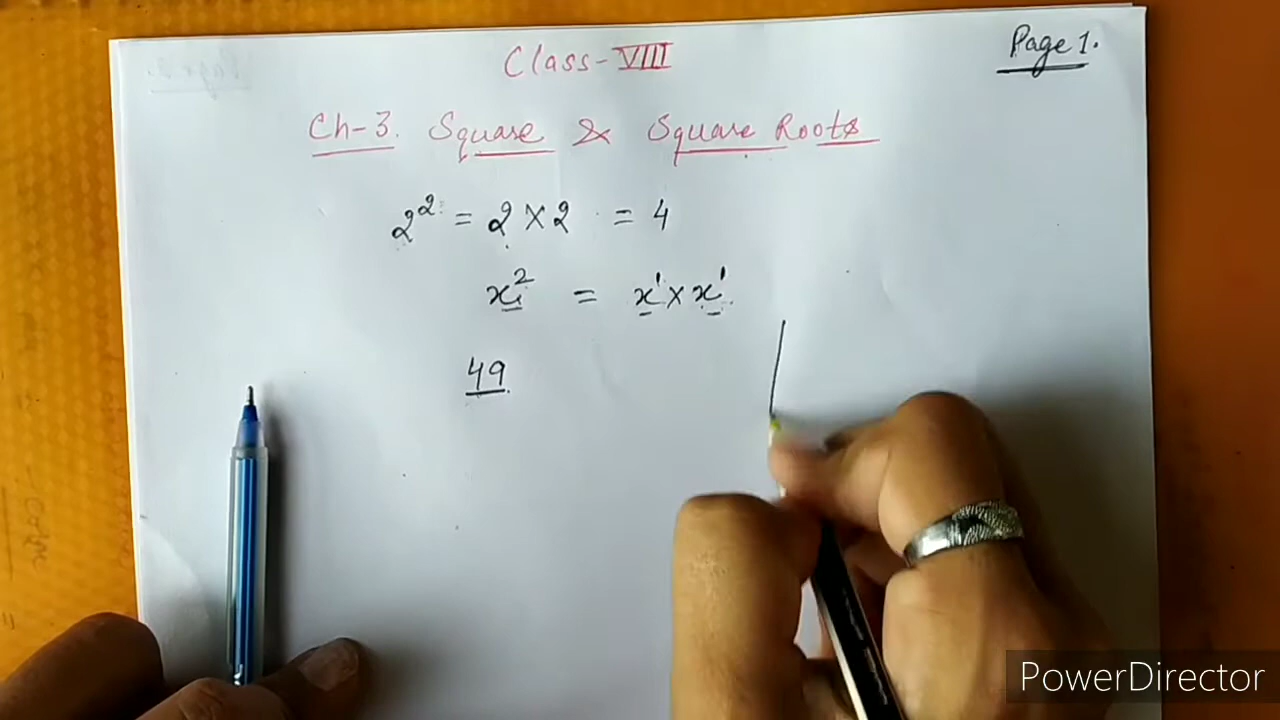 Page 1.
Class-VIII
Ch-3. Square & Square Roots
2² = 2 × 2 = 4
x² = x¹ × x¹
49
PowerDirector